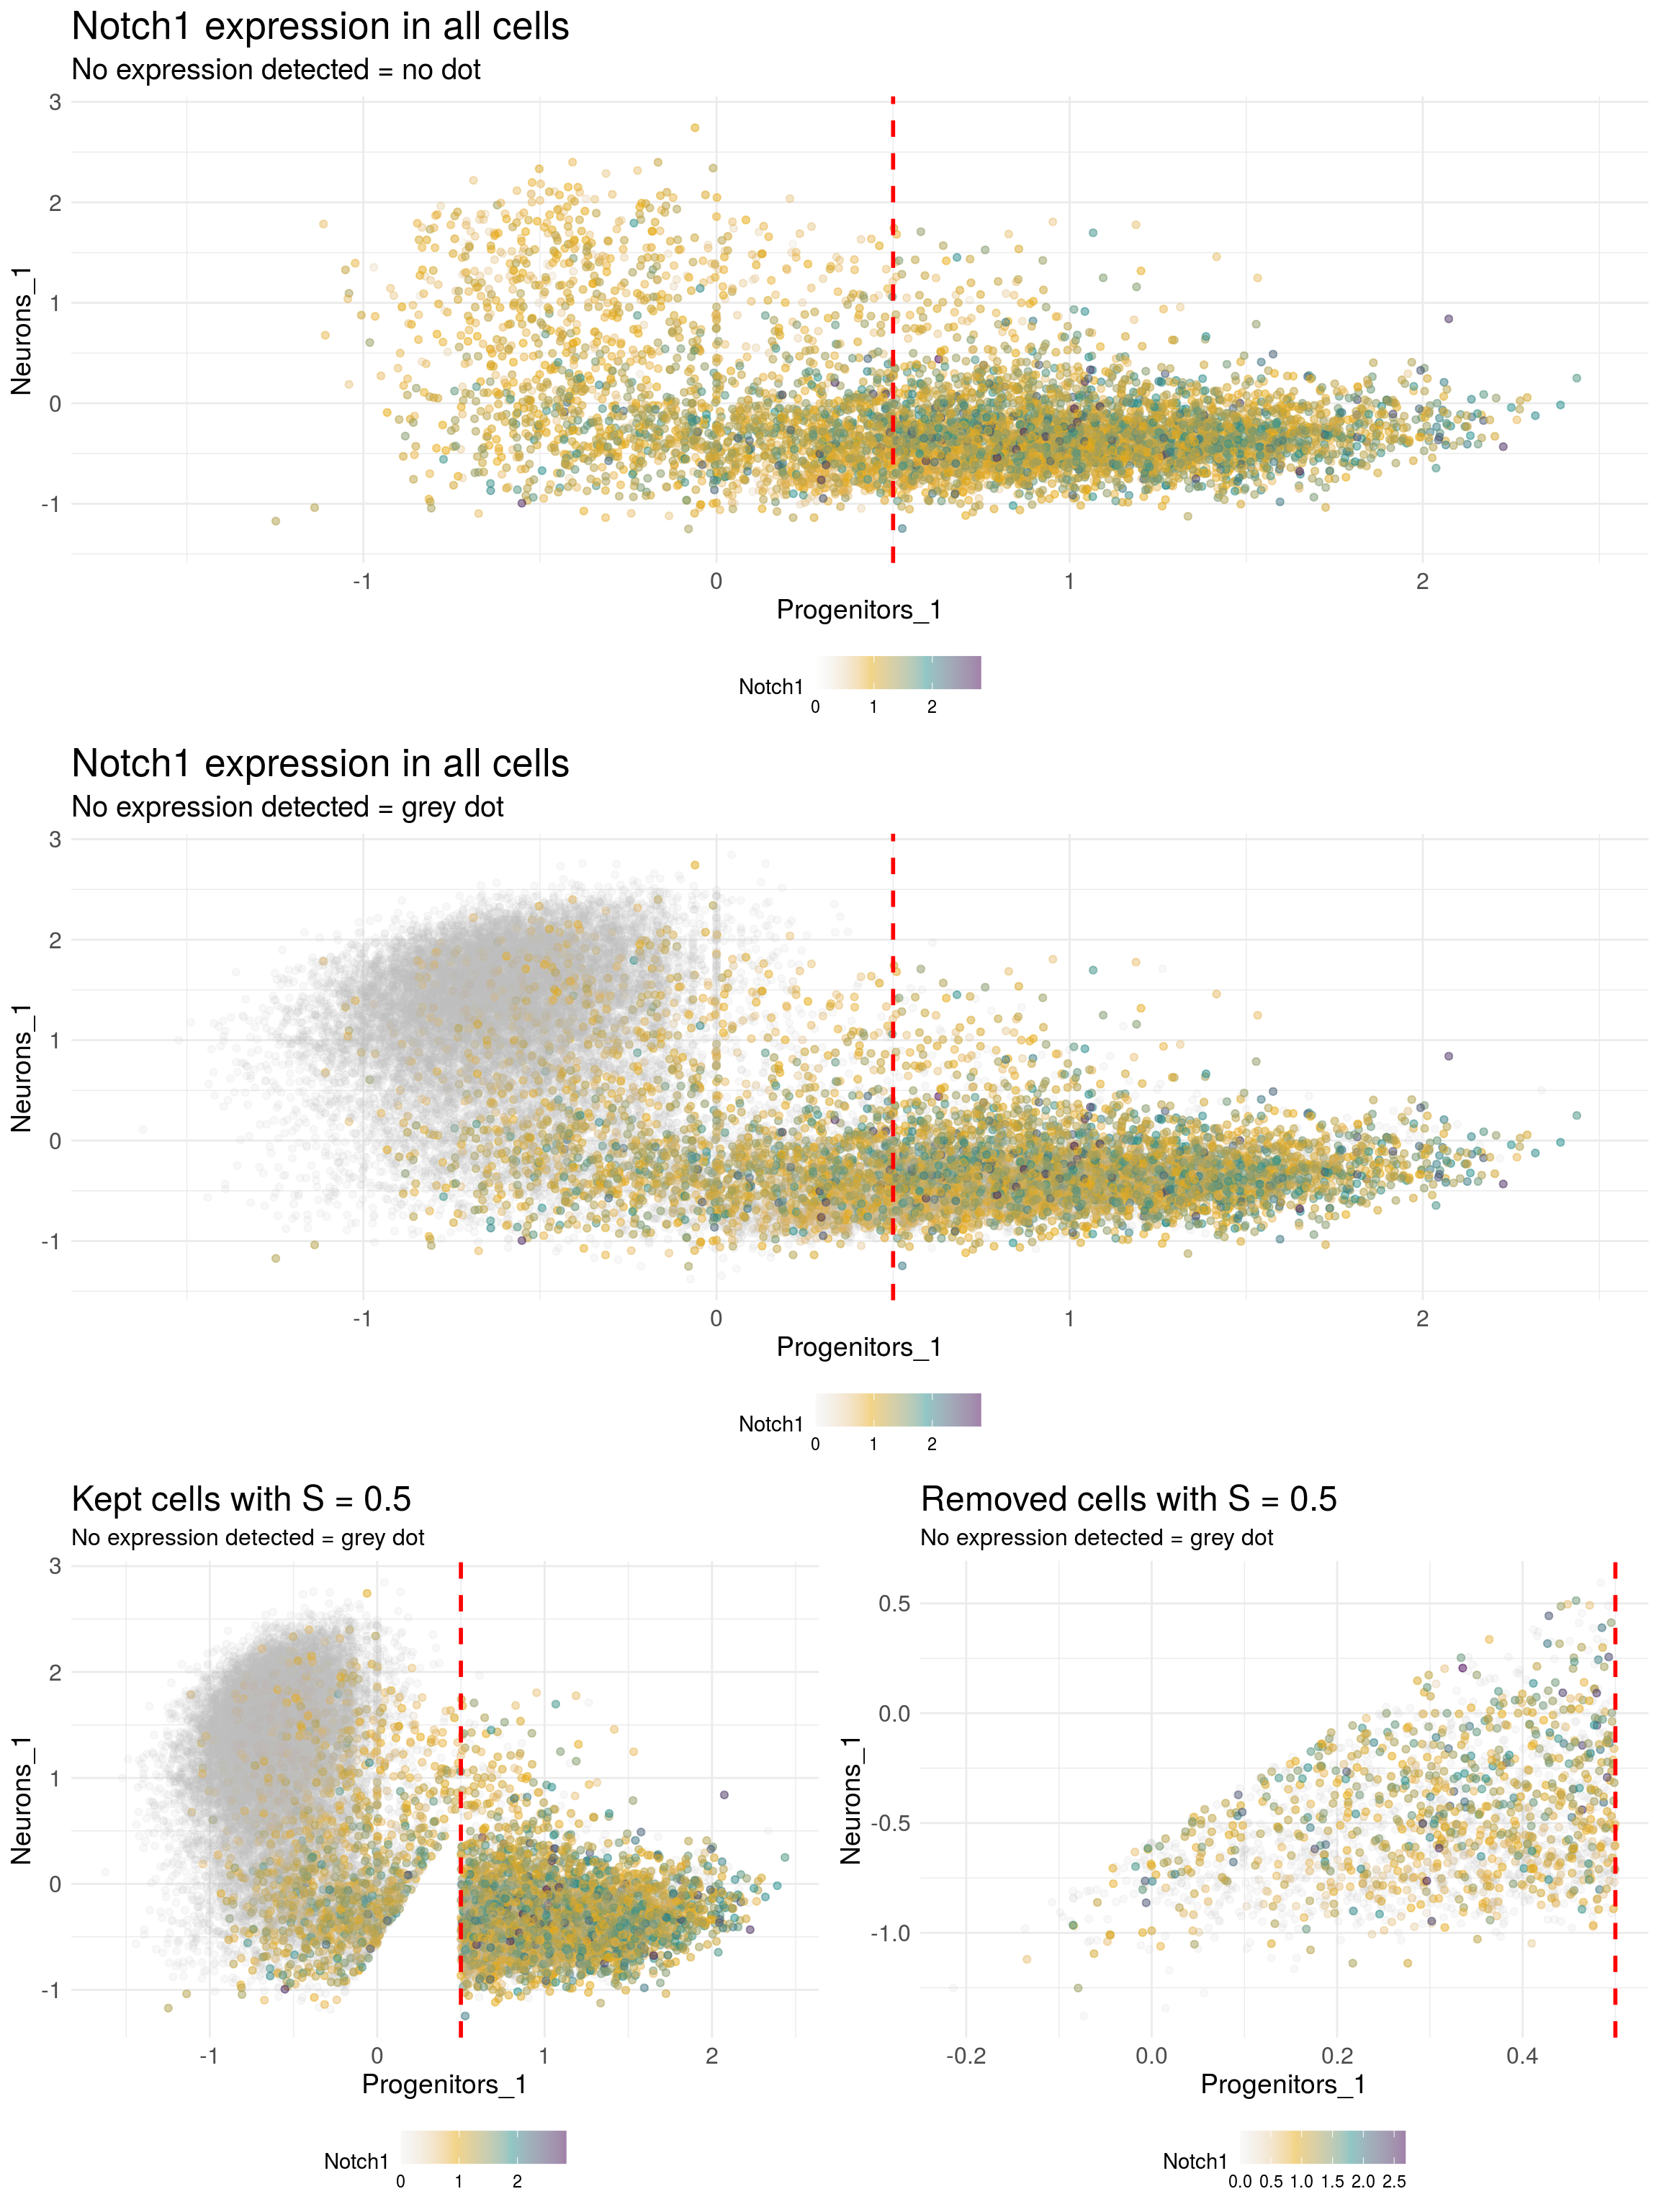 Notch1 expression in all cells
No expression detected = no dot
3
2
1
0
-1
Neurons_1
-1 0 1 2
Progenitors_1
Notch1
0 1 2
Notch1 expression in all cells
No expression detected = grey dot
3
2
1
0
-1
Neurons_1
-1 0 1 2
Progenitors_1
Notch1
0 1 2
Kept cells with S = 0.5
No expression detected = grey dot
3
2
1
0
-1
Neurons_1
-1 0 1 2
Progenitors_1
Notch1
0 1 2
Removed cells with S = 0.5
No expression detected = grey dot
0.5
0.0
-0.5
-1.0
Neurons_1
-0.2 0.0 0.2 0.4
Progenitors_1
Notch1
0.0 0.5 1.0 1.5 2.0 2.5